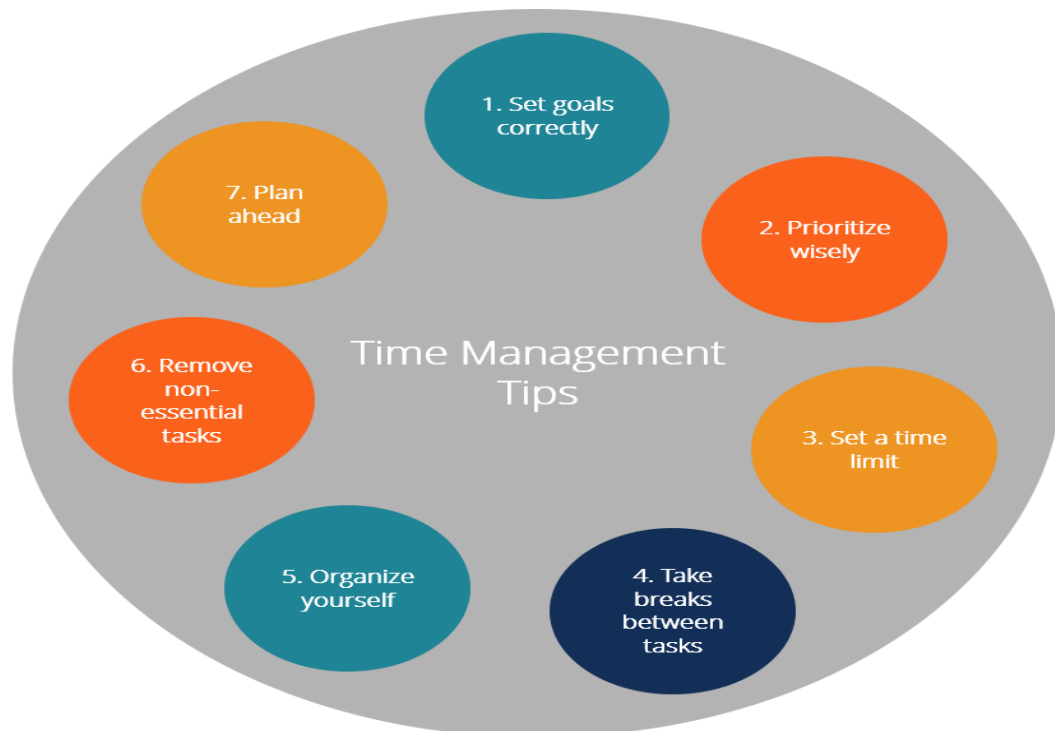 1. Set goals
correctly
2. Prioritize
wisely
3. Set a time
limit
4. Take
breaks
between
tasks
5. Organize
yourself
6. Remove
non-
essential
tasks
7. Plan
ahead
Time Management
Tips